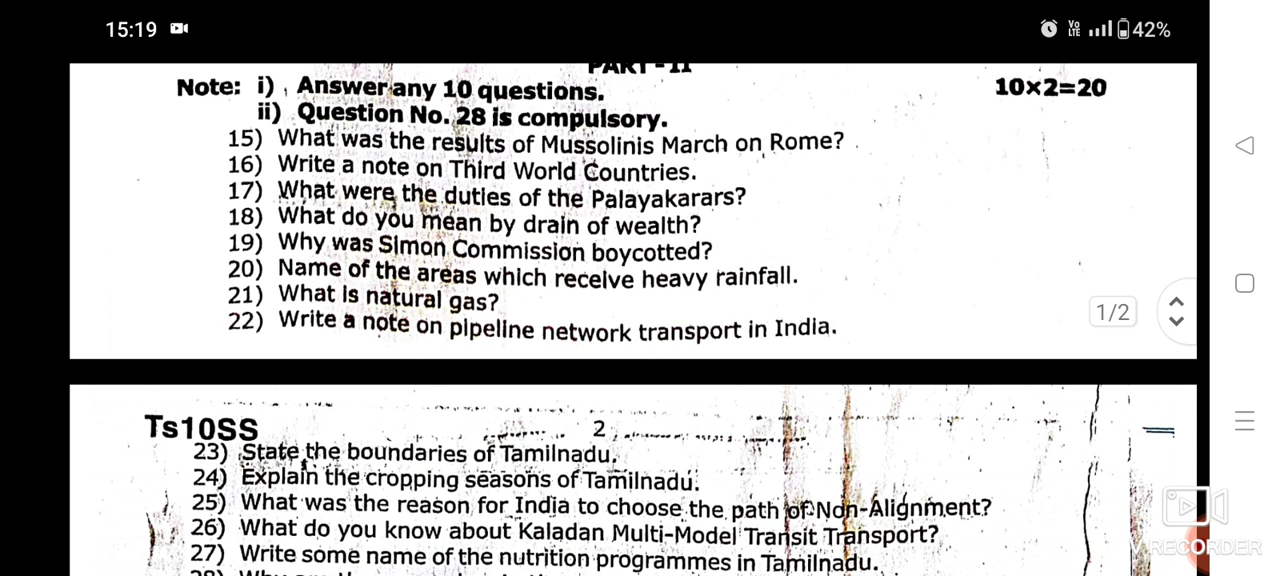 15:19
Vo LTE 42%
PART - II
Note: i) Answer any 10 questions. 10×2=20
ii) Question No. 28 is compulsory.
15) What was the results of Mussolinis March on Rome?
16) Write a note on Third World Countries.
17) What were the duties of the Palayakarars?
18) What do you mean by drain of wealth?
19) Why was Simon Commission boycotted?
20) Name of the areas which receive heavy rainfall.
21) What is natural gas?
22) Write a note on pipeline network transport in India.
1/2
Ts10SS 2
23) State the boundaries of Tamilnadu.
24) Explain the cropping seasons of Tamilnadu.
25) What was the reason for India to choose the path of Non-Alignment?
26) What do you know about Kaladan Multi-Model Transit Transport?
27) Write some name of the nutrition programmes in Tamilnadu.
RECORDER